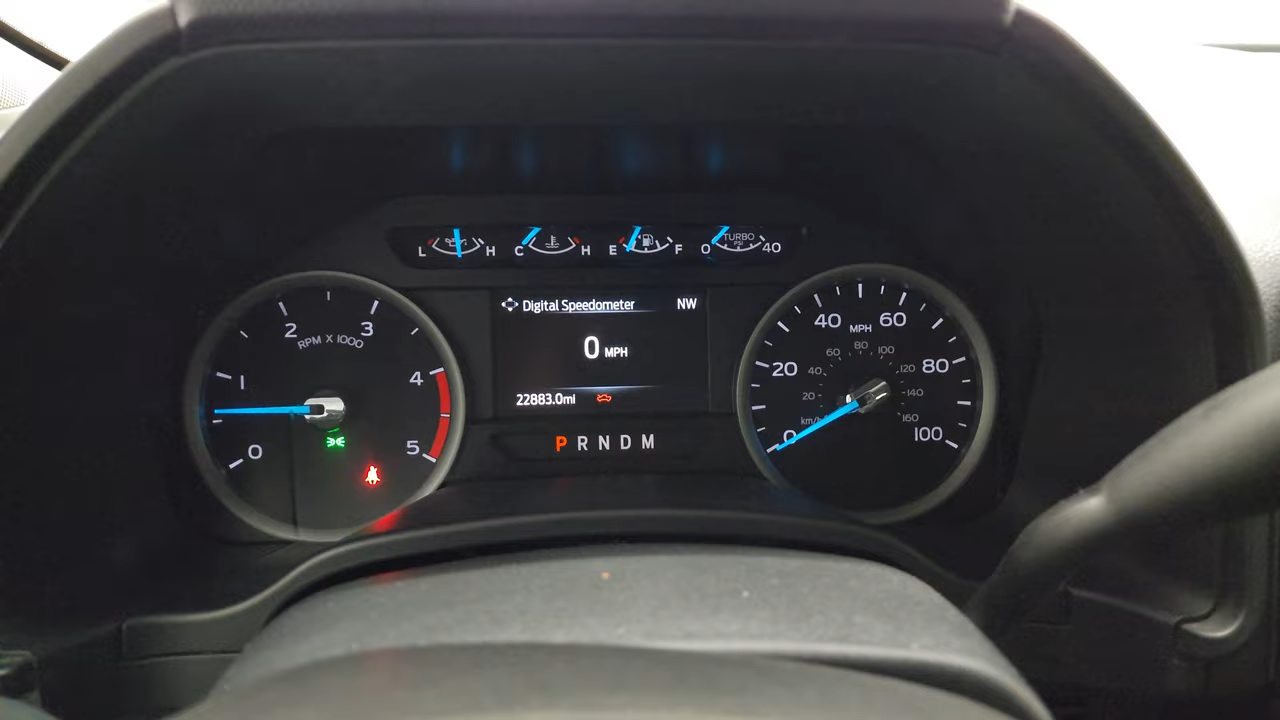 L H C H E F 0 TURBO PSI 40
Digital Speedometer NW
0 MPH
22883.0mi
P R N D M
0 1 2 3 4 5
RPM X 1000
0 20 40 60 80 100
MPH
20 40 60 80 100 120 140 160
km/h